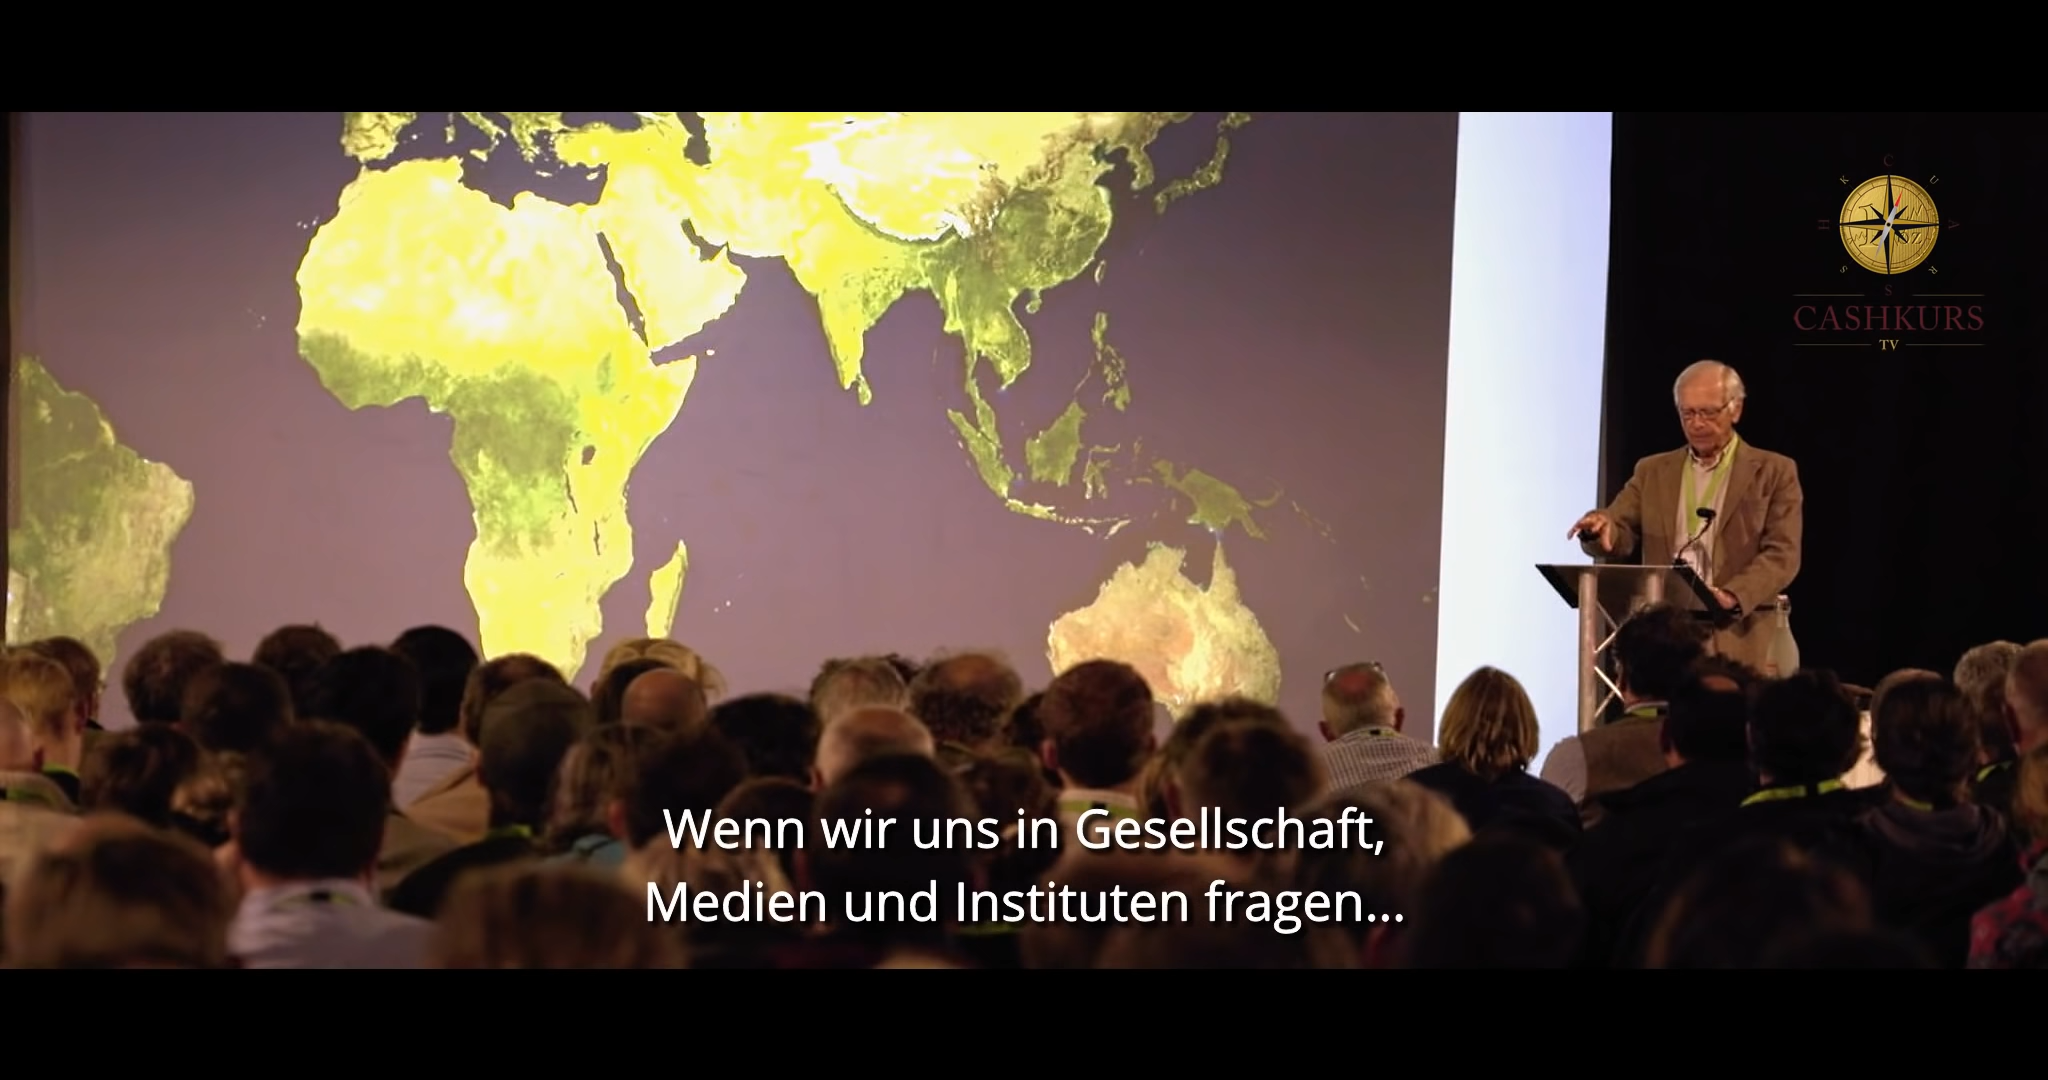 CASHKURS
TV
Wenn wir uns in Gesellschaft,
Medien und Instituten fragen...